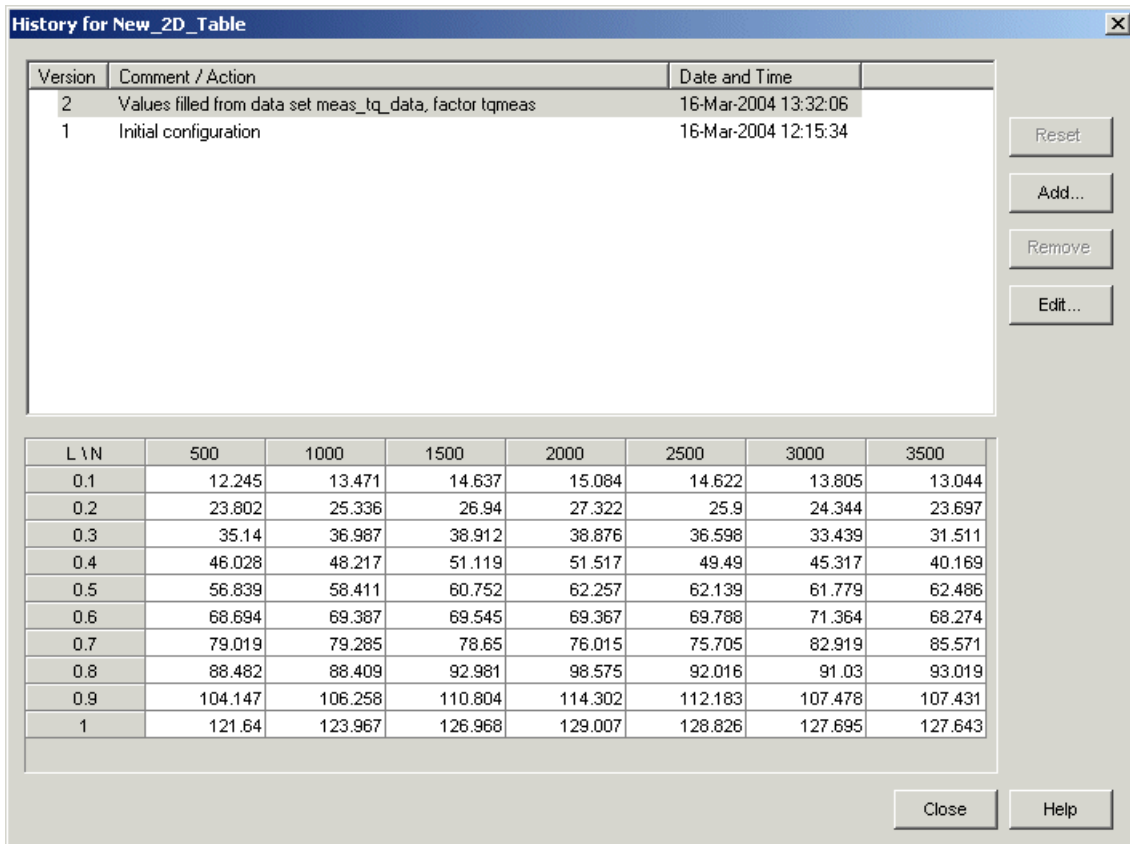 History for New_2D_Table
Version Comment / Action Date and Time
2 Values filled from data set meas_tq_data, factor tqmeas 16-Mar-2004 13:32:06
1 Initial configuration 16-Mar-2004 12:15:34
Reset
Add...
Remove
Edit...
L \ N 500 1000 1500 2000 2500 3000 3500
0.1 12.245 13.471 14.637 15.084 14.622 13.805 13.044
0.2 23.802 25.336 26.94 27.322 25.9 24.344 23.697
0.3 35.14 36.987 38.912 38.876 36.598 33.439 31.511
0.4 46.028 48.217 51.119 51.517 49.49 45.317 40.169
0.5 56.839 58.411 60.752 62.257 62.139 61.779 62.486
0.6 68.694 69.387 69.545 69.367 69.788 71.364 68.274
0.7 79.019 79.285 78.65 76.015 75.705 82.919 85.571
0.8 88.482 88.409 92.981 98.575 92.016 91.03 93.019
0.9 104.147 106.258 110.804 114.302 112.183 107.478 107.431
1 121.64 123.967 126.968 129.007 128.826 127.695 127.643
Close Help